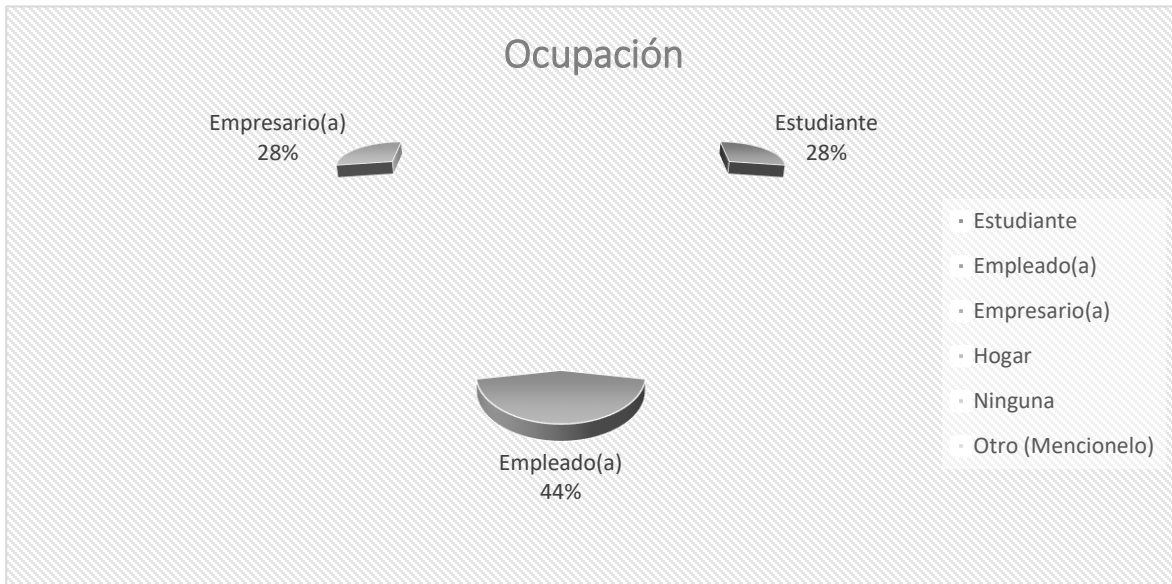 Ocupación
Empresario(a)
28%
Estudiante
28%
Empleado(a)
44%
Estudiante
Empleado(a)
Empresario(a)
Hogar
Ninguna
Otro (Mencionelo)